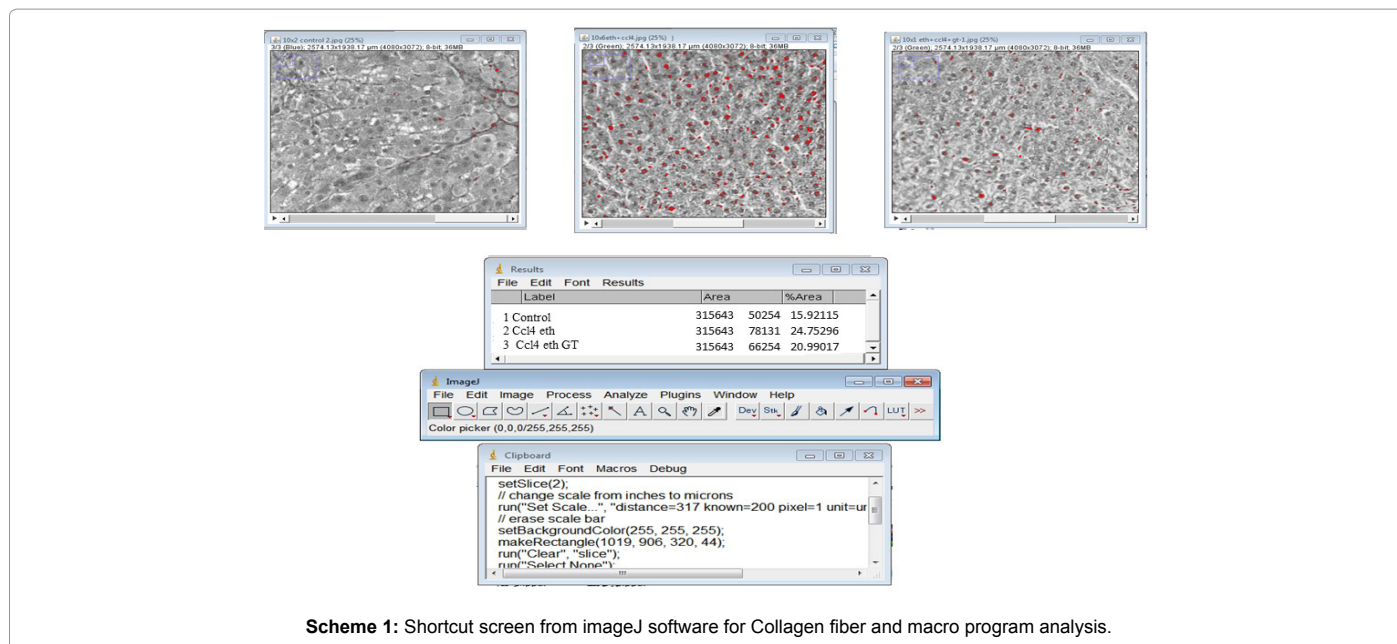 10x2 control 2.jpg (25%)
3/3 (Blue); 2574.13x1938.17 µm (4080x3072); 8-bit; 36MB
10x6eth+ccl4.jpg (25%) )
2/3 (Green); 2574.13x1938.17 µm (4080x3072); 8-bit; 36MB
10x1 eth+ccl4+gt-1.jpg (25%)
2/3 (Green); 2574.13x1938.17 µm (4080x3072); 8-bit; 36MB
Results
File Edit Font Results
Label Area %Area
1 Control 315643 50254 15.92115
2 Ccl4 eth 315643 78131 24.75296
3 Ccl4 eth GT 315643 66254 20.99017
ImageJ
File Edit Image Process Analyze Plugins Window Help
A Dev Stk LUT >>
Color picker (0,0,0/255,255,255)
Clipboard
File Edit Font Macros Debug
setSlice(2);
// change scale from inches to microns
run("Set Scale...", "distance=317 known=200 pixel=1 unit=ur
// erase scale bar
setBackgroundColor(255, 255, 255);
makeRectangle(1019, 906, 320, 44);
run("Clear", "slice");
run("Select None");
Scheme 1: Shortcut screen from imageJ software for Collagen fiber and macro program analysis.